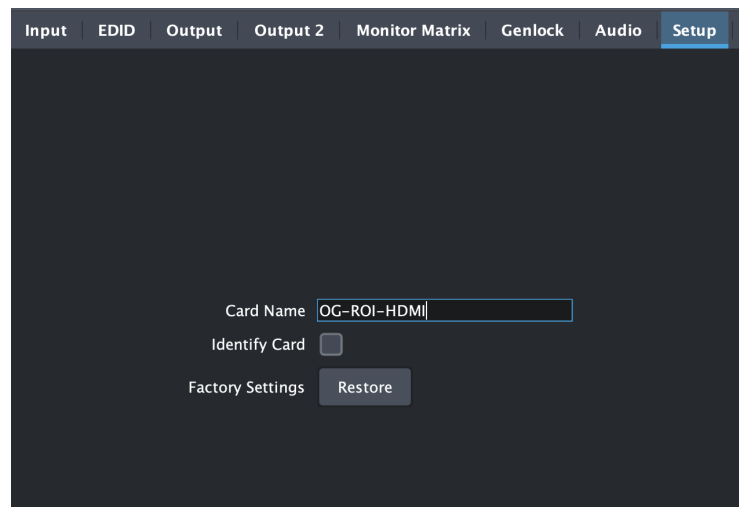 Input EDID Output Output 2 Monitor Matrix Genlock Audio Setup
Card Name OG-ROI-HDMI
Identify Card
Factory Settings Restore